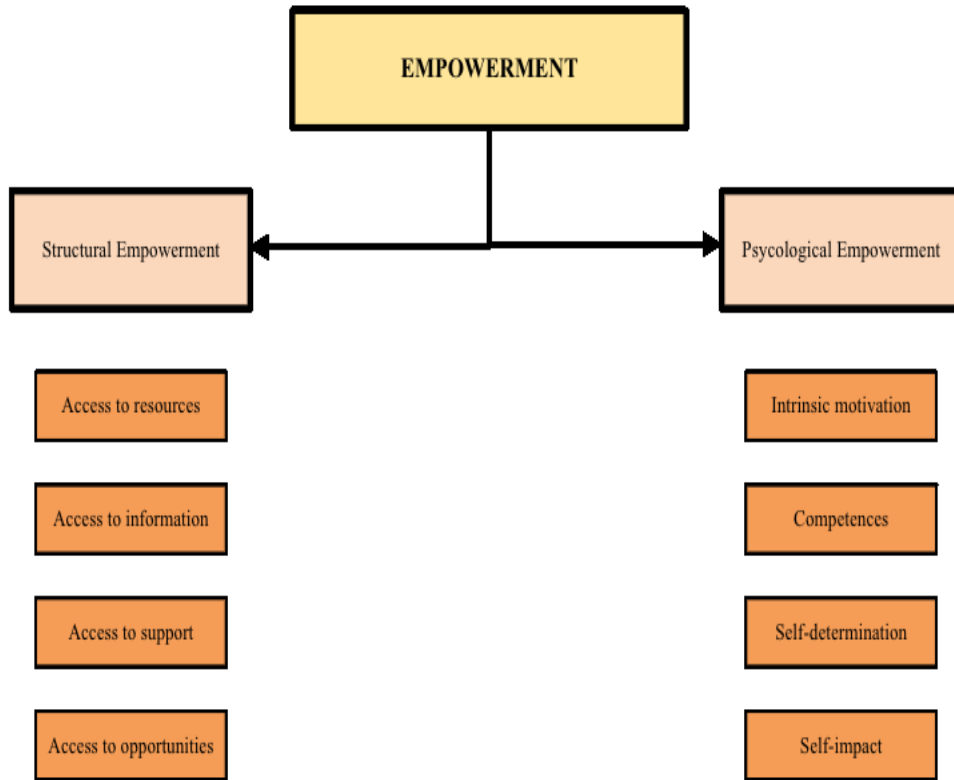 EMPOWERMENT
Structural Empowerment
Psycological Empowerment
Access to resources
Intrinsic motivation
Access to information
Competences
Access to support
Self-determination
Access to opportunities
Self-impact